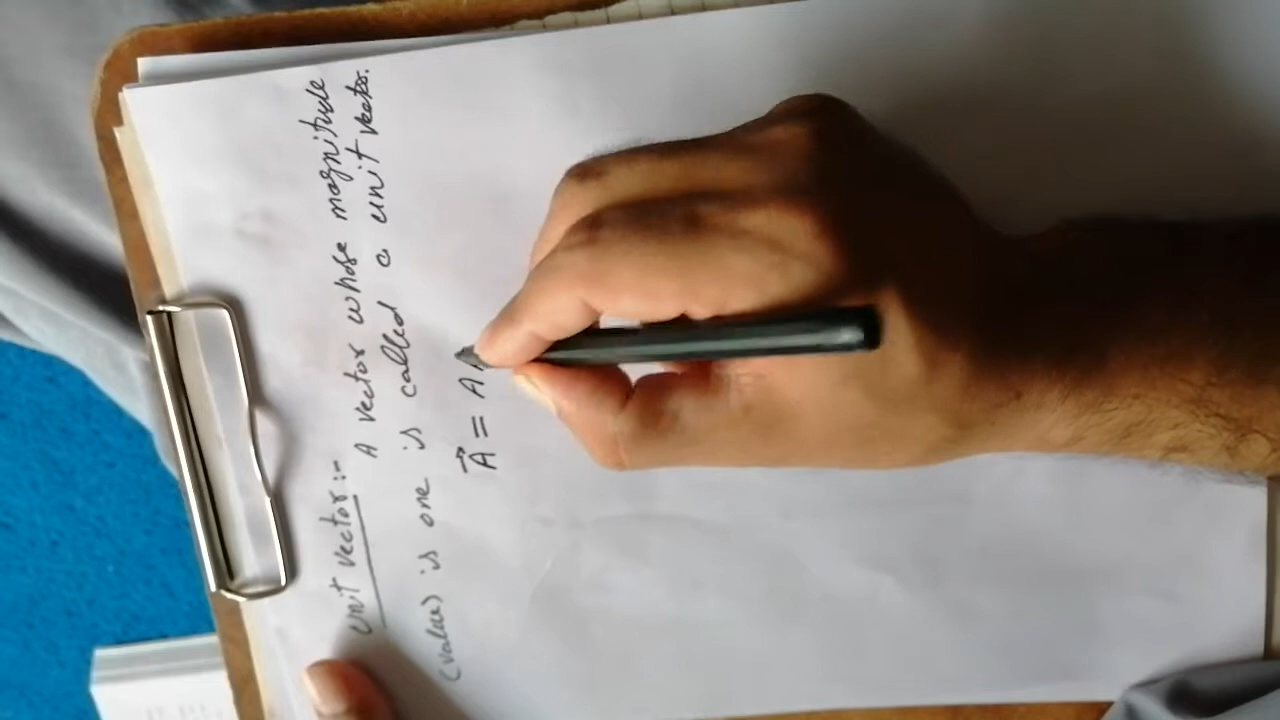 Unit Vector:- A vector whose magnitude
(value) is one is called a unit vector.
A⃗ = A